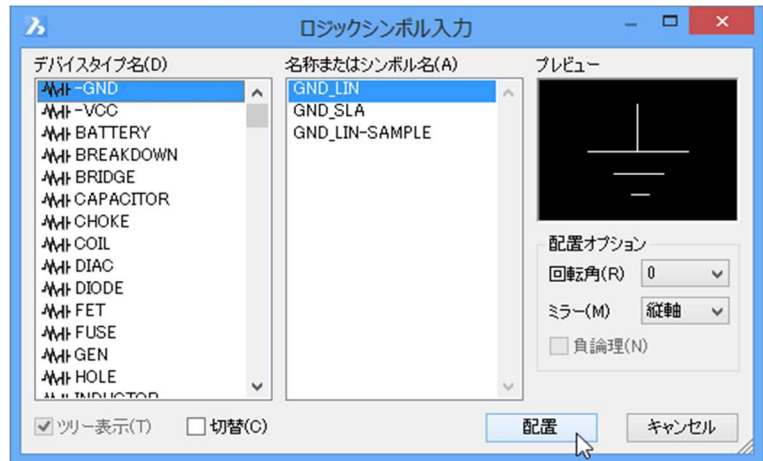 ロジックシンボル入力
デバイスタイプ名(D)
-GND
-VCC
BATTERY
BREAKDOWN
BRIDGE
CAPACITOR
CHOKE
COIL
DIAC
DIODE
FET
FUSE
GEN
HOLE
INDUCTOR
名称またはシンボル名(A)
GND_LIN
GND_SLA
GND_LIN-SAMPLE
プレビュー
配置オプション
回転角(R) 0
ミラー(M) 縦軸
負論理(N)
ツリー表示(T) 切替(C) 配置 キャンセル